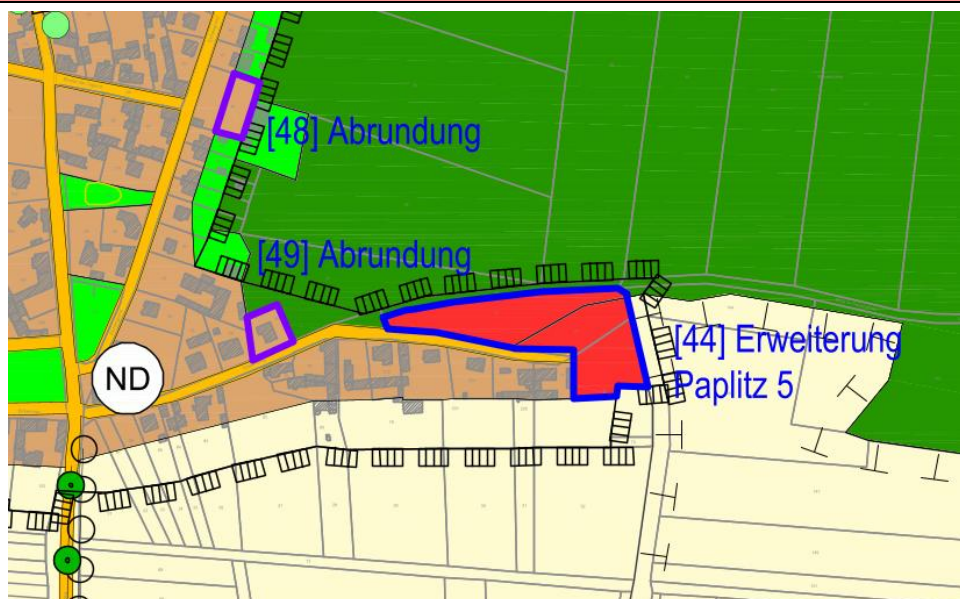 [48] Abrundung
[49] Abrundung
[44] Erweiterung
Paplitz 5
ND